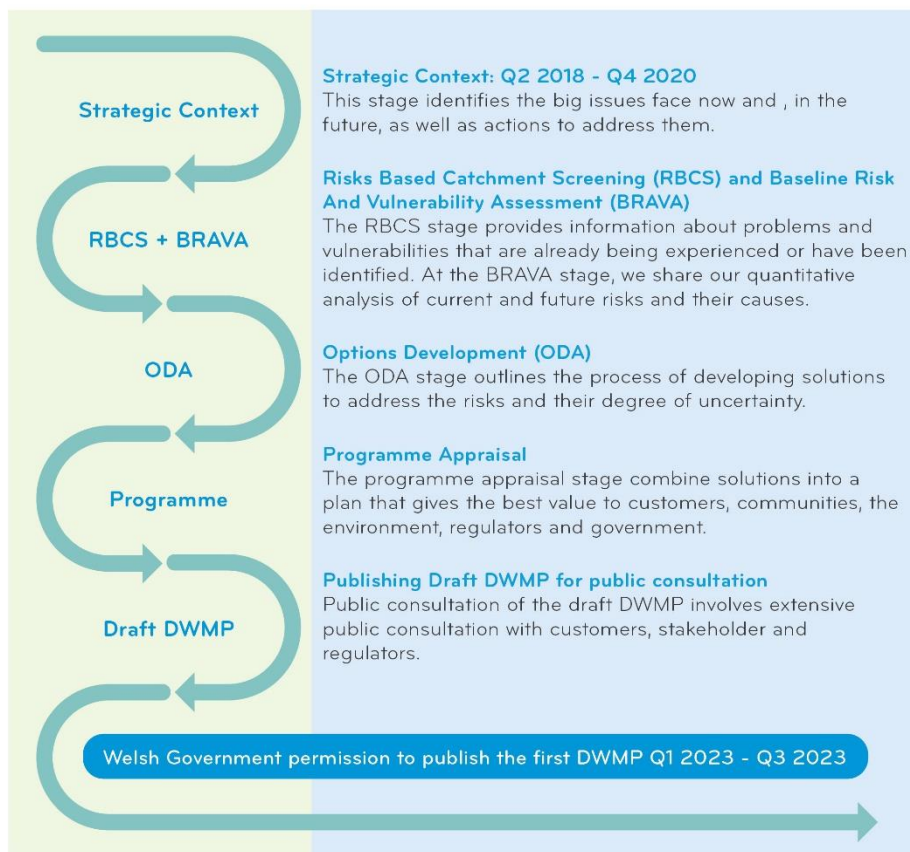 Strategic Context
Strategic Context: Q2 2018 - Q4 2020
This stage identifies the big issues face now and , in the
future, as well as actions to address them.
RBCS + BRAVA
Risks Based Catchment Screening (RBCS) and Baseline Risk
And Vulnerability Assessment (BRAVA)
The RBCS stage provides information about problems and
vulnerabilities that are already being experienced or have been
identified. At the BRAVA stage, we share our quantitative
analysis of current and future risks and their causes.
ODA
Options Development (ODA)
The ODA stage outlines the process of developing solutions
to address the risks and their degree of uncertainty.
Programme
Programme Appraisal
The programme appraisal stage combine solutions into a
plan that gives the best value to customers, communities, the
environment, regulators and government.
Draft DWMP
Publishing Draft DWMP for public consultation
Public consultation of the draft DWMP involves extensive
public consultation with customers, stakeholder and
regulators.
Welsh Government permission to publish the first DWMP Q1 2023 - Q3 2023